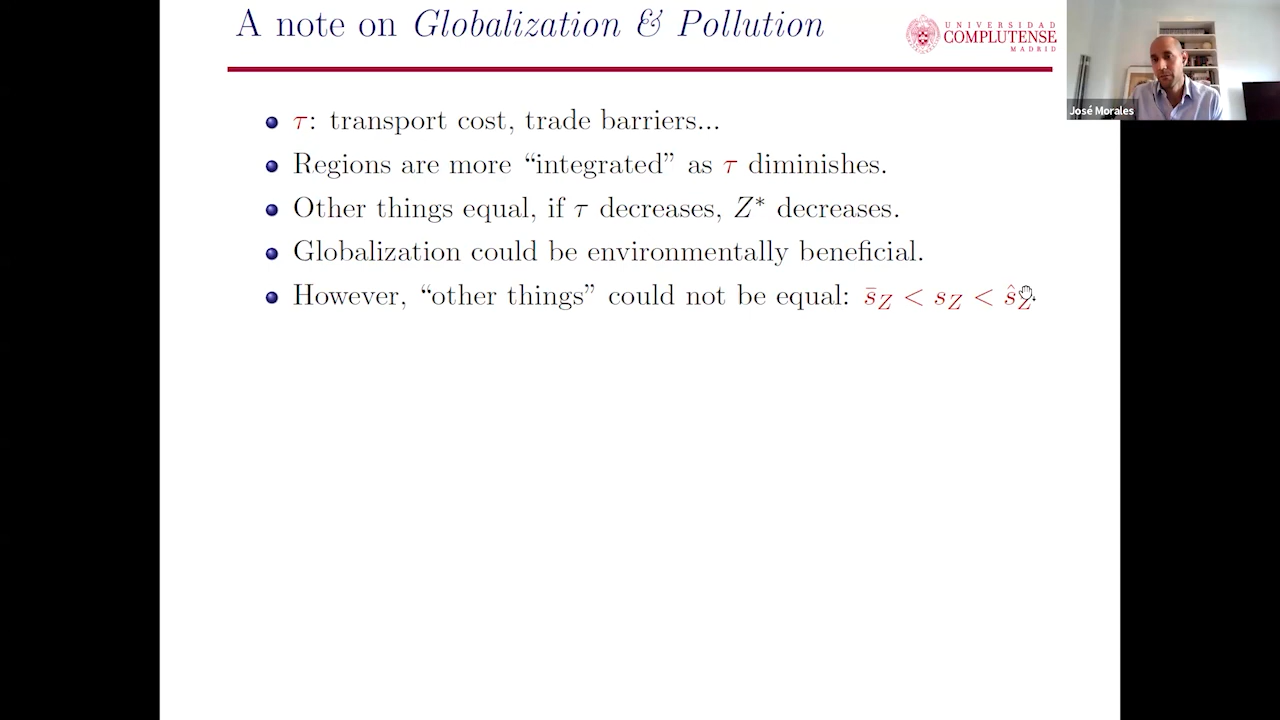 A note on Globalization & Pollution
UNIVERSIDAD
COMPLUTENSE
MADRID
José Morales
τ: transport cost, trade barriers...
Regions are more “integrated” as τ diminishes.
Other things equal, if τ decreases, Z* decreases.
Globalization could be environmentally beneficial.
However, “other things” could not be equal: s̄_Z < s_Z < ŝ_Z.